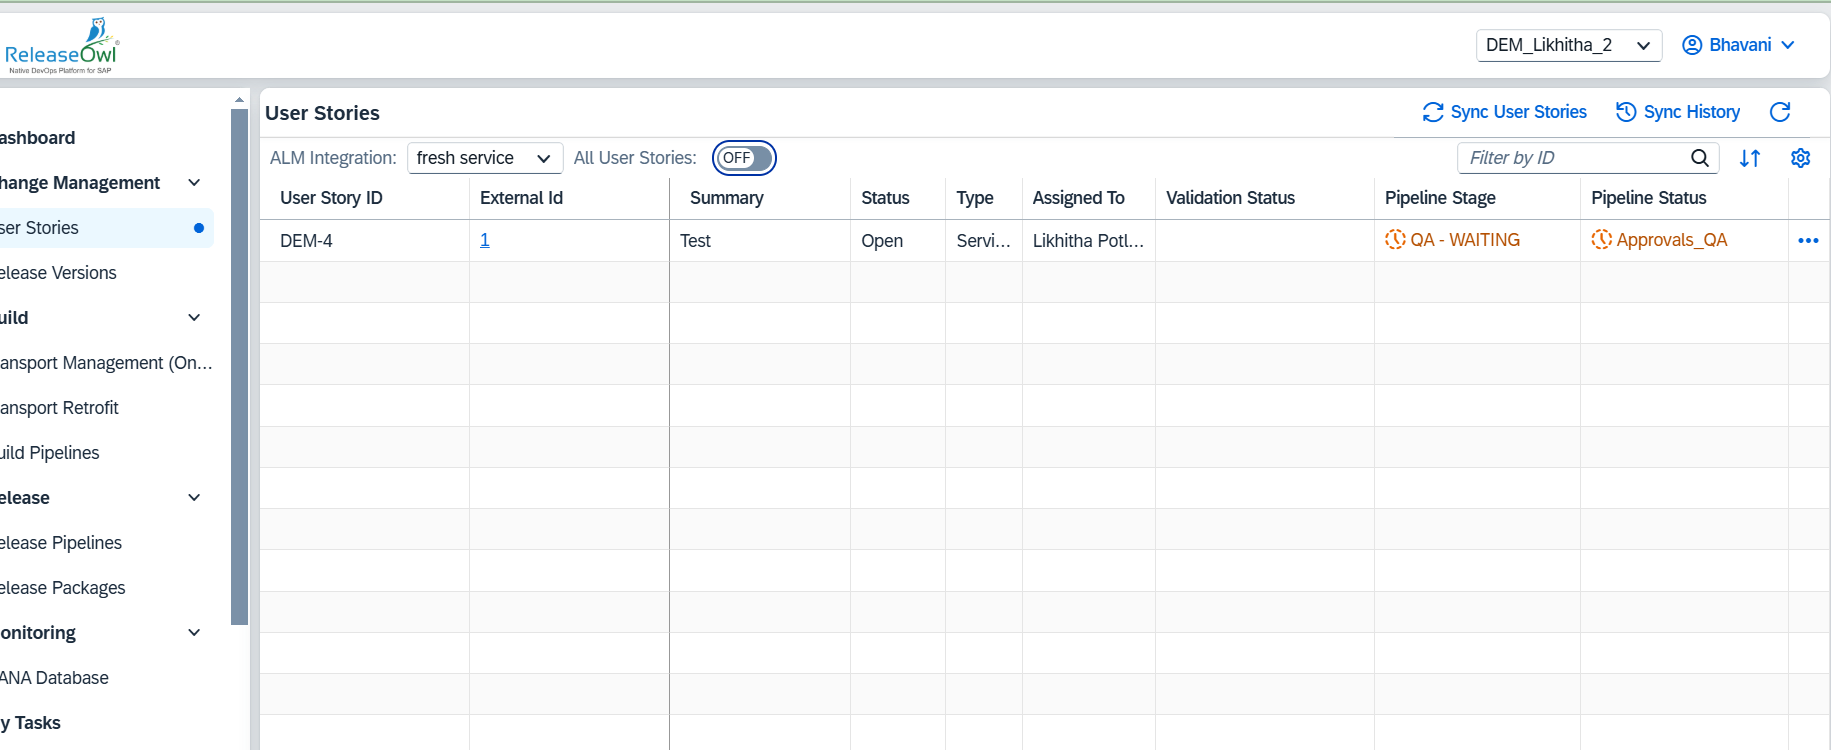 ReleaseOwl
Native DevOps Platform for SAP
DEM_Likhitha_2
Bhavani
ashboard
hange Management
ser Stories
elease Versions
uild
ansport Management (On...
ansport Retrofit
uild Pipelines
elease
elease Pipelines
elease Packages
onitoring
ANA Database
y Tasks
User Stories
Sync User Stories
Sync History
ALM Integration: fresh service All User Stories: OFF
Filter by ID
User Story ID External Id Summary Status Type Assigned To Validation Status Pipeline Stage Pipeline Status
DEM-4 1 Test Open Servi... Likhitha Potl... QA - WAITING Approvals_QA